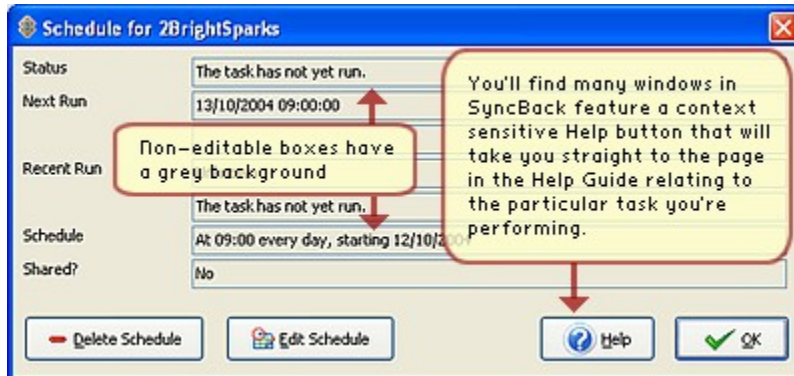 Schedule for 2BrightSparks
Status
The task has not yet run.
Next Run
13/10/2004 09:00:00
Non-editable boxes have
a grey background
Recent Run
The task has not yet run.
Schedule
At 09:00 every day, starting 12/10/2004
Shared?
No
You'll find many windows in
SyncBack feature a context
sensitive Help button that will
take you straight to the page
in the Help Guide relating to
the particular task you're
performing.
Delete Schedule
Edit Schedule
Help
OK